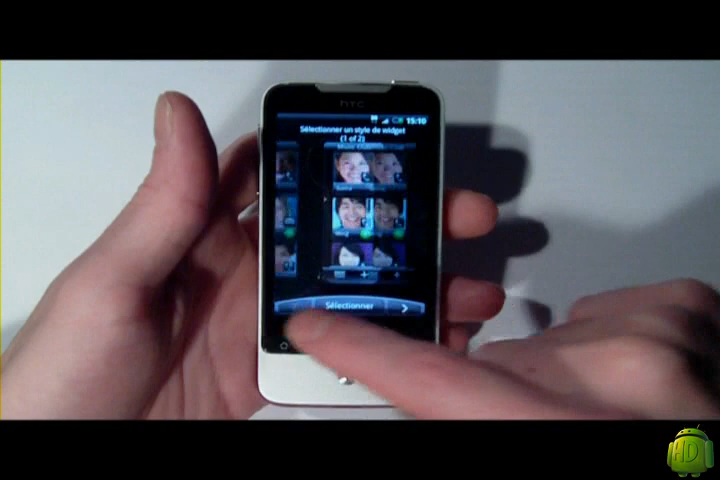 hTC
15:10
Sélectionner un style de widget
(1 of 2)
Sélectionner
HD